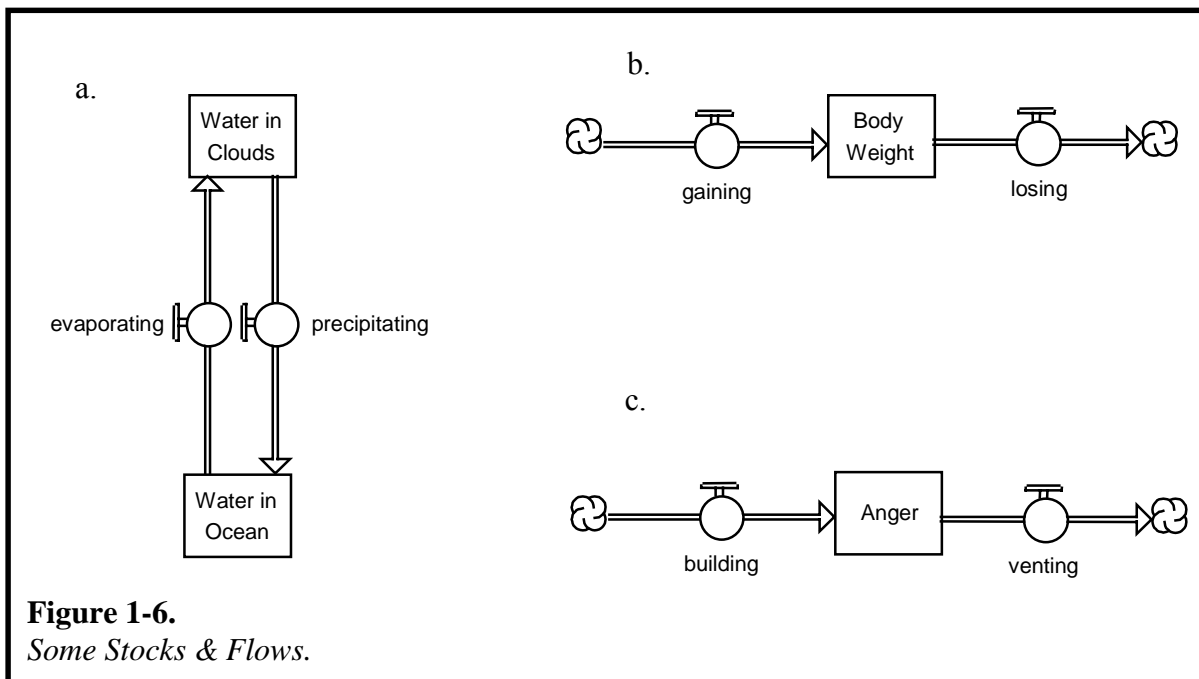 a.
Water in
Clouds
evaporating
precipitating
Water in
Ocean
b.
Body
Weight
gaining
losing
c.
Anger
building
venting
Figure 1-6.
Some Stocks & Flows.